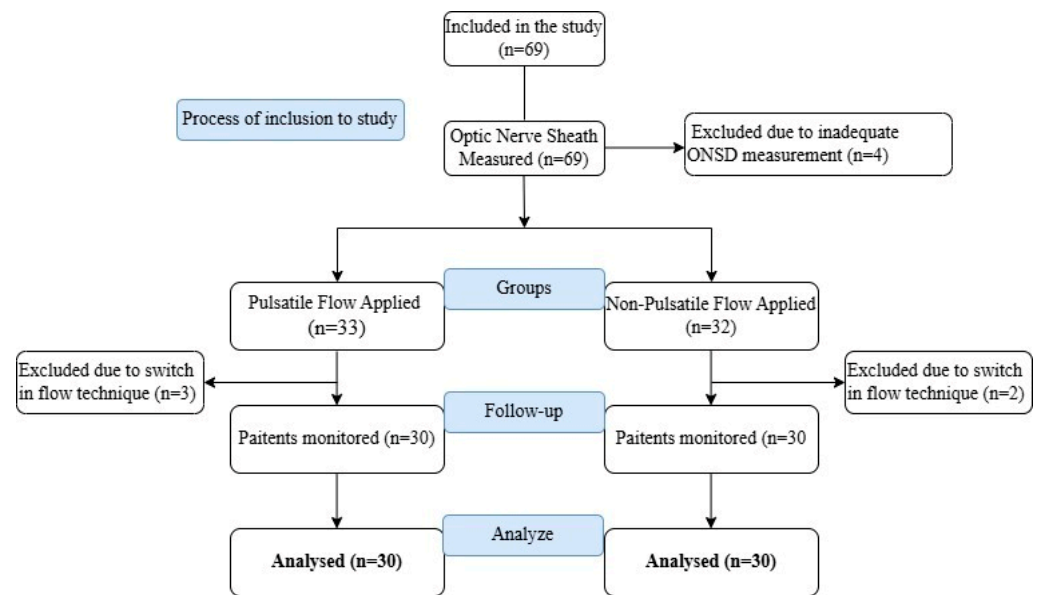 Included in the study
(n=69)
Process of inclusion to study
Optic Nerve Sheath
Measured (n=69)
Excluded due to inadequate
ONSD measurement (n=4)
Groups
Pulsatile Flow Applied
(n=33)
Non-Pulsatile Flow Applied
(n=32)
Excluded due to switch
in flow technique (n=3)
Excluded due to switch
in flow technique (n=2)
Follow-up
Paitents monitored (n=30)
Paitents monitored (n=30
Analyze
Analysed (n=30)
Analysed (n=30)